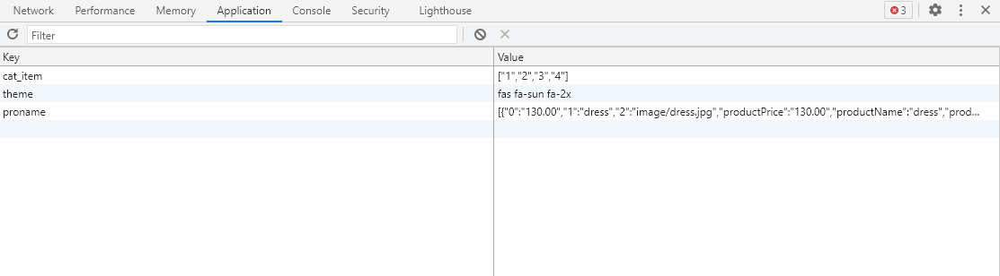 Network Performance Memory Application Console Security Lighthouse 3
Filter
Key Value
cat_item ["1","2","3","4"]
theme fas fa-sun fa-2x
proname [{"0":"130.00","1":"dress","2":"image/dress.jpg","productPrice":"130.00","productName":"dress","prod...